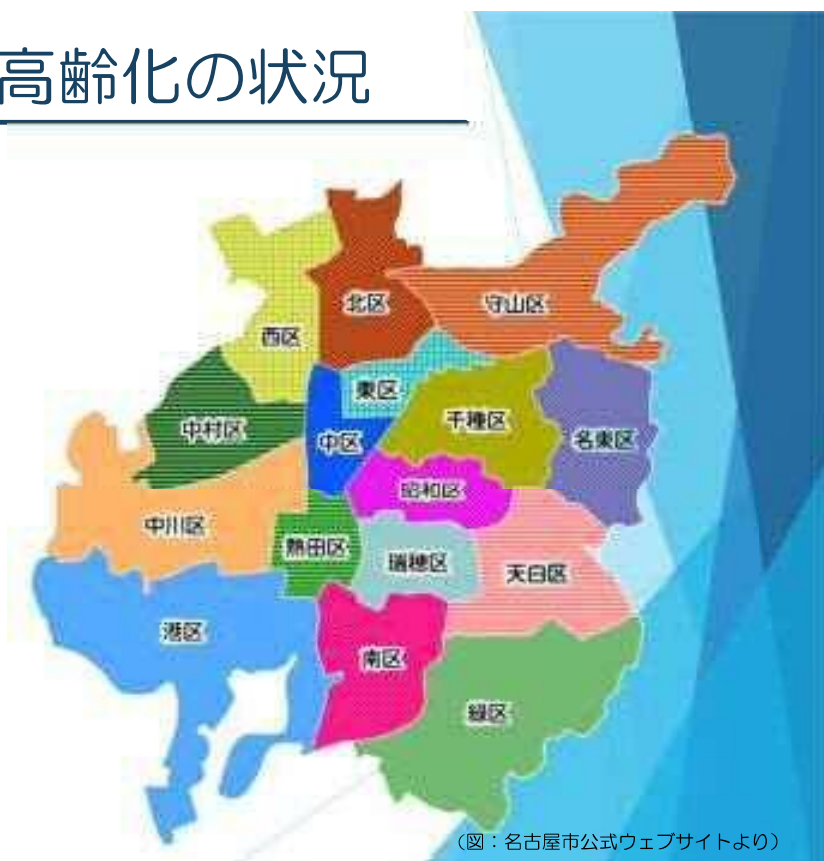 高齢化の状況
北区
守山区
西区
東区
中村区
中区
千種区
名東区
昭和区
中川区
熱田区
瑞穂区
天白区
港区
南区
緑区
（図：名古屋市公式ウェブサイトより）